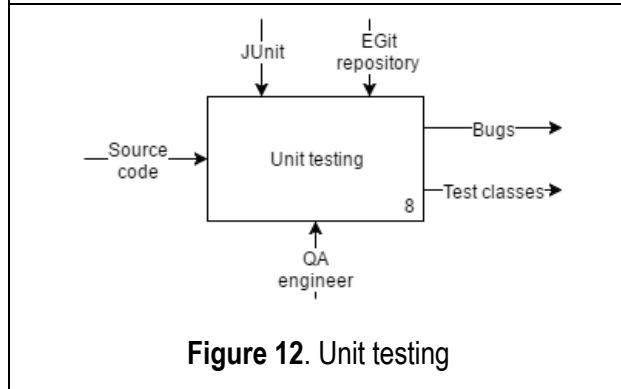 JUnit
EGit
repository
Source
code
Unit testing
Bugs
Test classes
8
QA
engineer
Figure 12. Unit testing